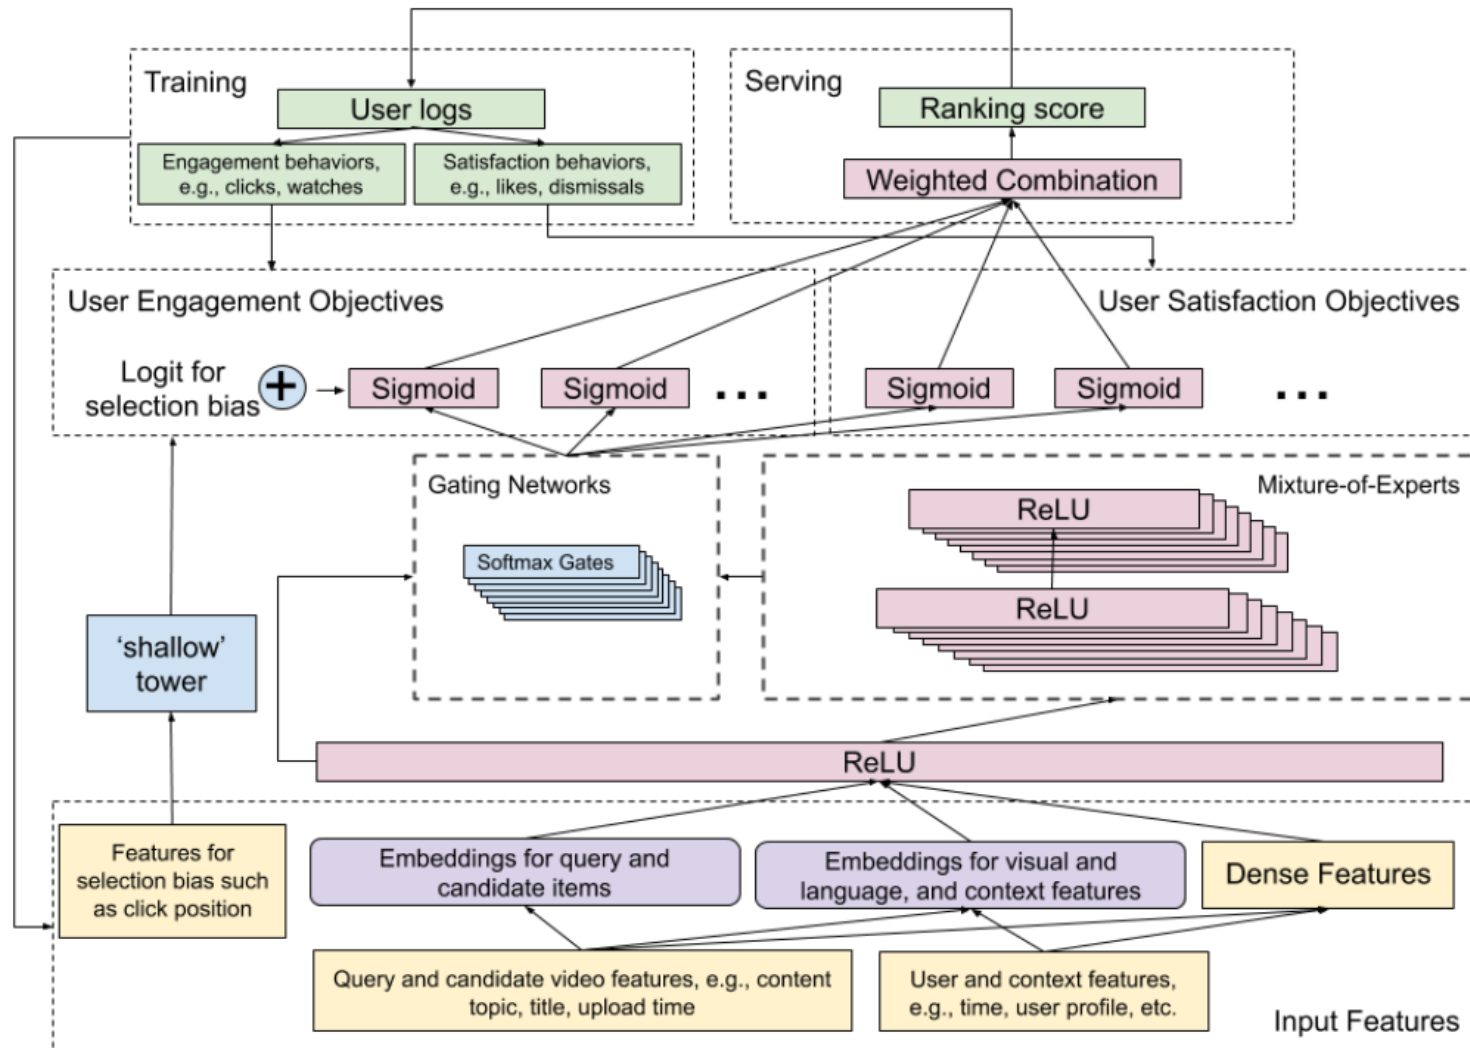 Training
User logs
Engagement behaviors,
e.g., clicks, watches
Satisfaction behaviors,
e.g., likes, dismissals
Serving
Ranking score
Weighted Combination
User Engagement Objectives
Logit for
selection bias
+
Sigmoid
Sigmoid
...
User Satisfaction Objectives
Sigmoid
Sigmoid
...
Gating Networks
Softmax Gates
Mixture-of-Experts
ReLU
ReLU
‘shallow’
tower
ReLU
Features for
selection bias such
as click position
Embeddings for query and
candidate items
Embeddings for visual and
language, and context features
Dense Features
Query and candidate video features, e.g., content
topic, title, upload time
User and context features,
e.g., time, user profile, etc.
Input Features